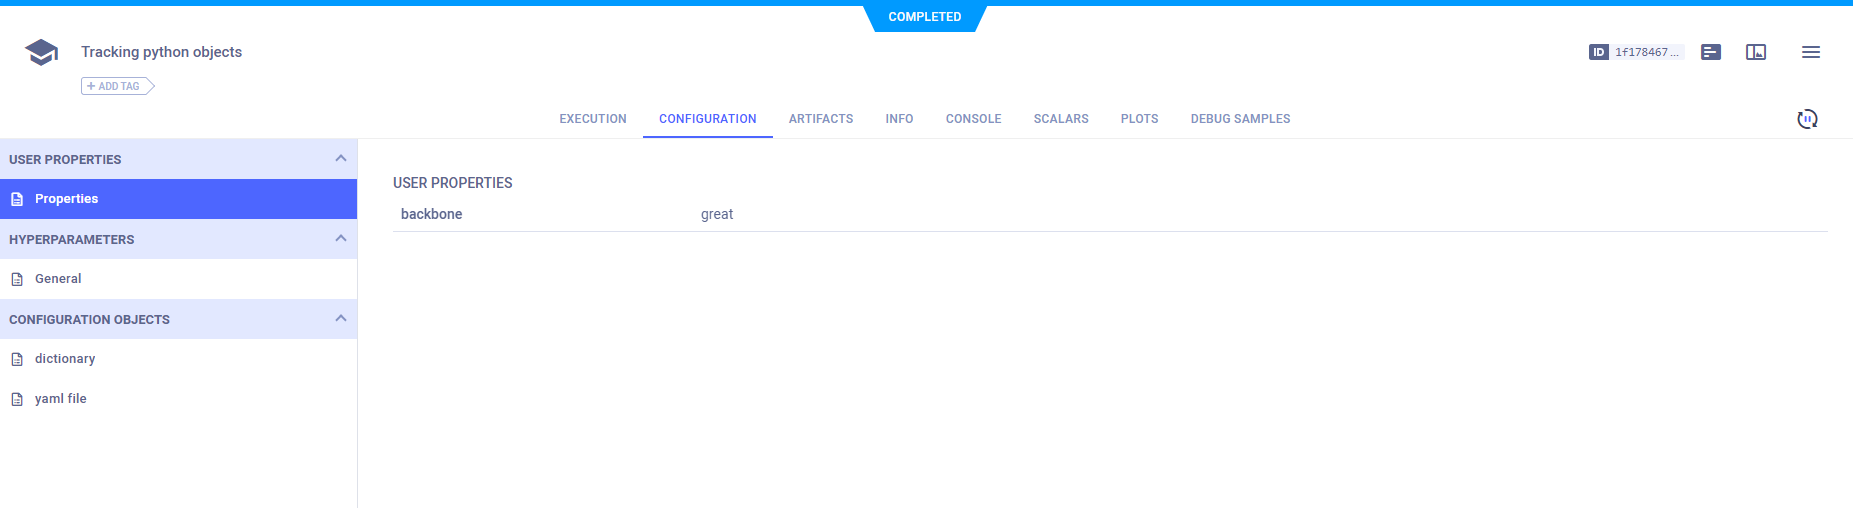 COMPLETED
Tracking python objects
ID 1f178467 ...
+ ADD TAG
EXECUTION CONFIGURATION ARTIFACTS INFO CONSOLE SCALARS PLOTS DEBUG SAMPLES
USER PROPERTIES
Properties
HYPERPARAMETERS
General
CONFIGURATION OBJECTS
dictionary
yaml file
USER PROPERTIES
backbone great